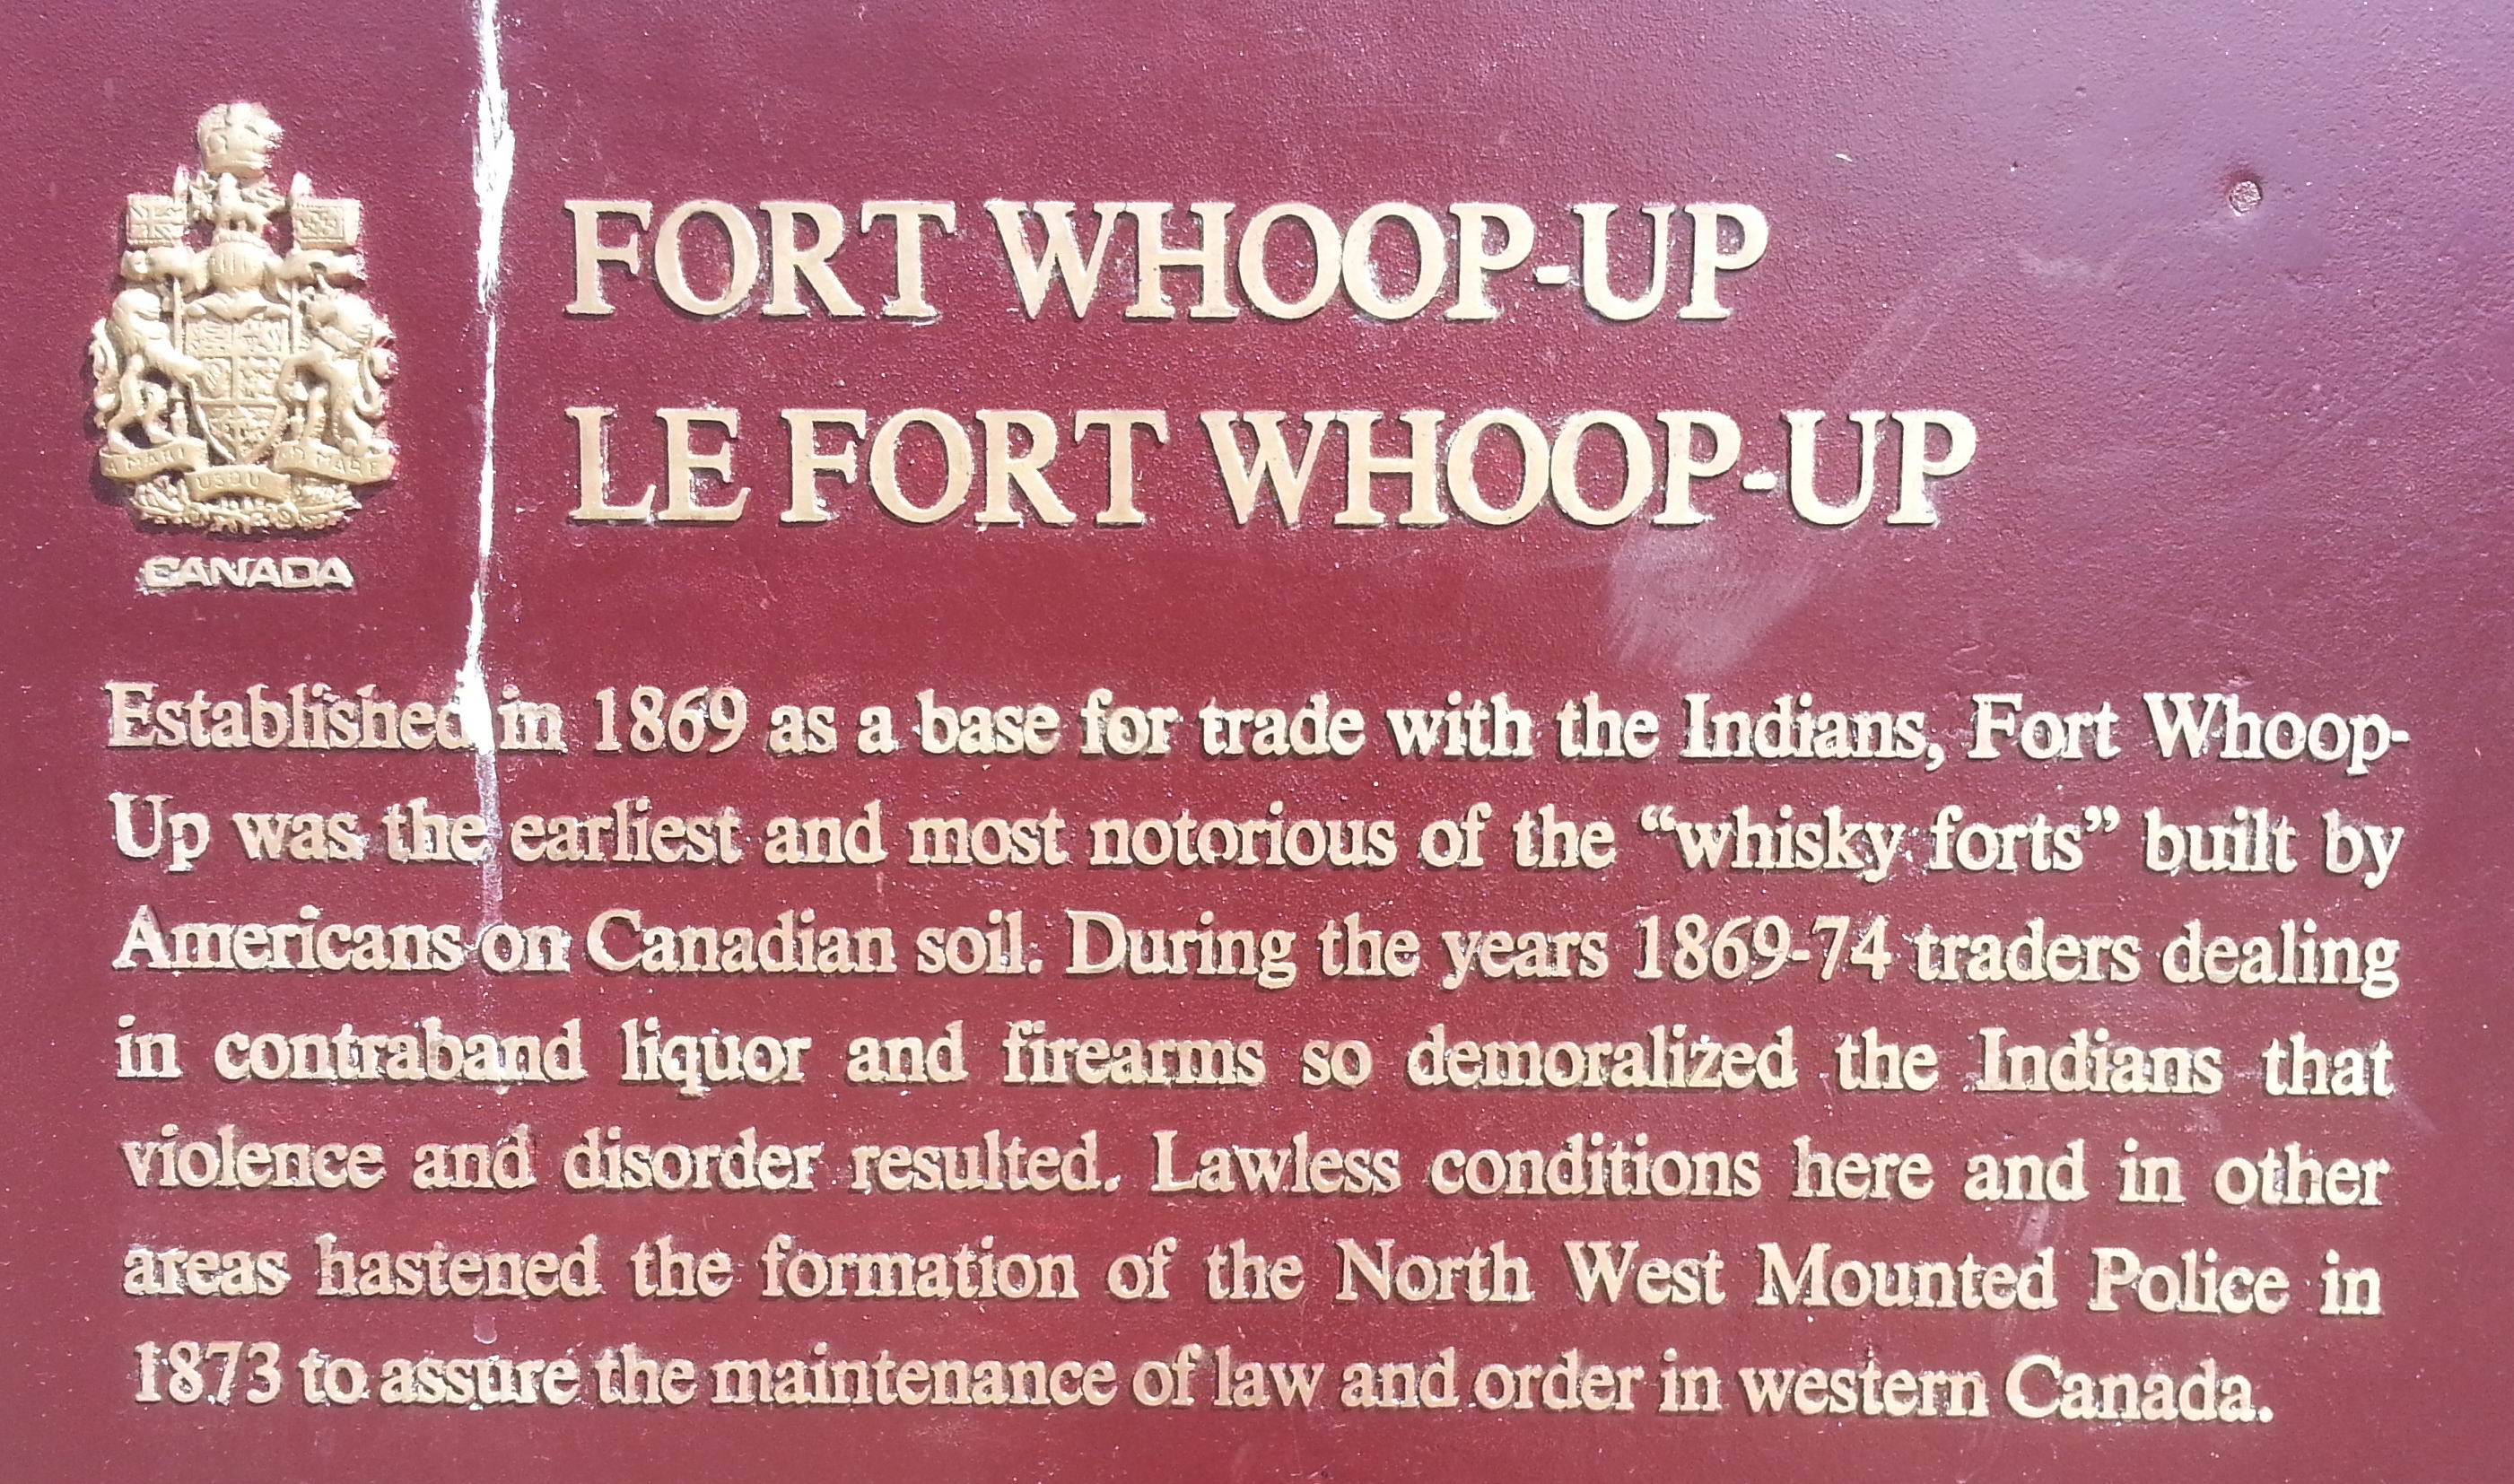 A MARI USQUE AD MARE
CANADA
FORT WHOOP-UP
LE FORT WHOOP-UP
Established in 1869 as a base for trade with the Indians, Fort Whoop-
Up was the earliest and most notorious of the “whisky forts” built by
Americans on Canadian soil. During the years 1869-74 traders dealing
in contraband liquor and firearms so demoralized the Indians that
violence and disorder resulted. Lawless conditions here and in other
areas hastened the formation of the North West Mounted Police in
1873 to assure the maintenance of law and order in western Canada.